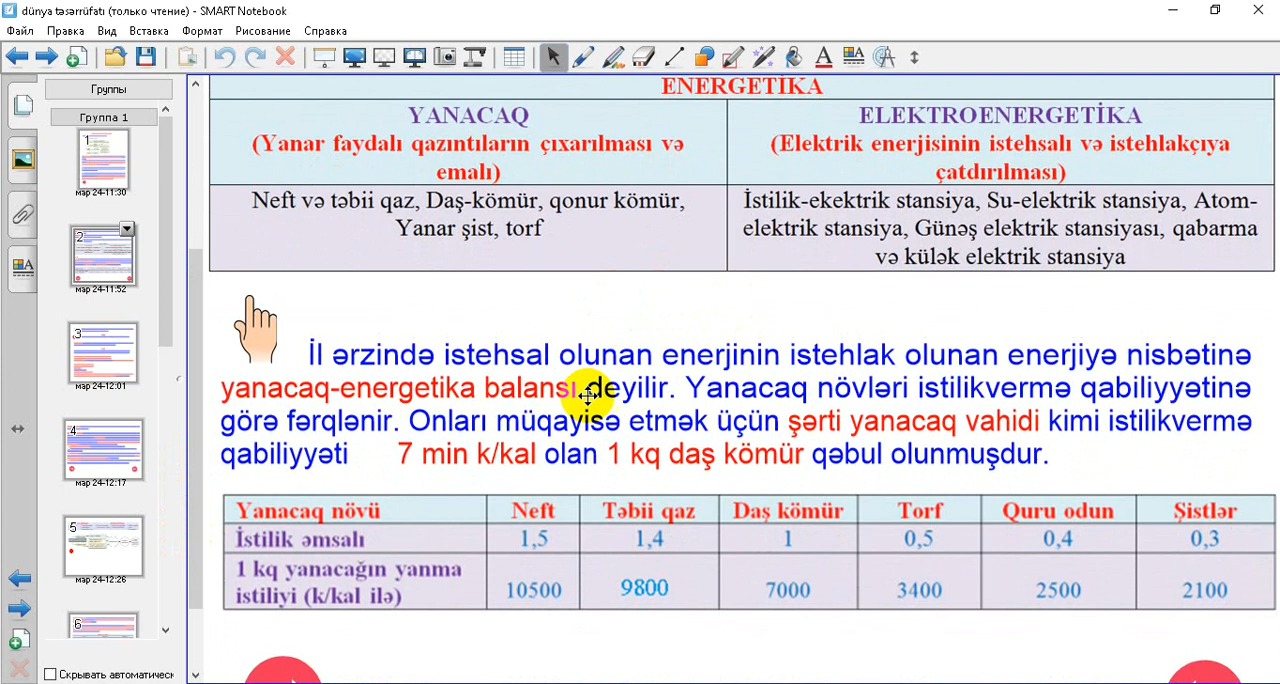 dünya təsərrüfatı (только чтение) - SMART Notebook
Файл Правка Вид Вставка Формат Рисование Справка
Группы
Группа 1
1
мар 24-11:30
2
мар 24-11:52
3
мар 24-12:01
4
мар 24-12:17
5
мар 24-12:26
6
Скрывать автоматическ
ENERGETİKA
YANACAQ
(Yanar faydalı qazıntıların çıxarılması və
emalı)
ELEKTROENERGETİKA
(Elektrik enerjisinin istehsalı və istehlakçıya
çatdırılması)
Neft və təbii qaz, Daş-kömür, qonur kömür,
Yanar şist, torf
İstilik-ekektrik stansiya, Su-elektrik stansiya, Atom-
elektrik stansiya, Günəş elektrik stansiyası, qabarma
və külək elektrik stansiya
İl ərzində istehsal olunan enerjinin istehlak olunan enerjiyə nisbətinə
yanacaq-energetika balansı deyilir. Yanacaq növləri istilikvermə qabiliyyətinə
görə fərqlənir. Onları müqayisə etmək üçün şərti yanacaq vahidi kimi istilikvermə
qabiliyyəti 7 min k/kal olan 1 kq daş kömür qəbul olunmuşdur.
Yanacaq növü Neft Təbii qaz Daş kömür Torf Quru odun Şistlər
İstilik əmsalı 1,5 1,4 1 0,5 0,4 0,3
1 kq yanacağın yanma
istiliyi (k/kal ilə) 10500 9800 7000 3400 2500 2100